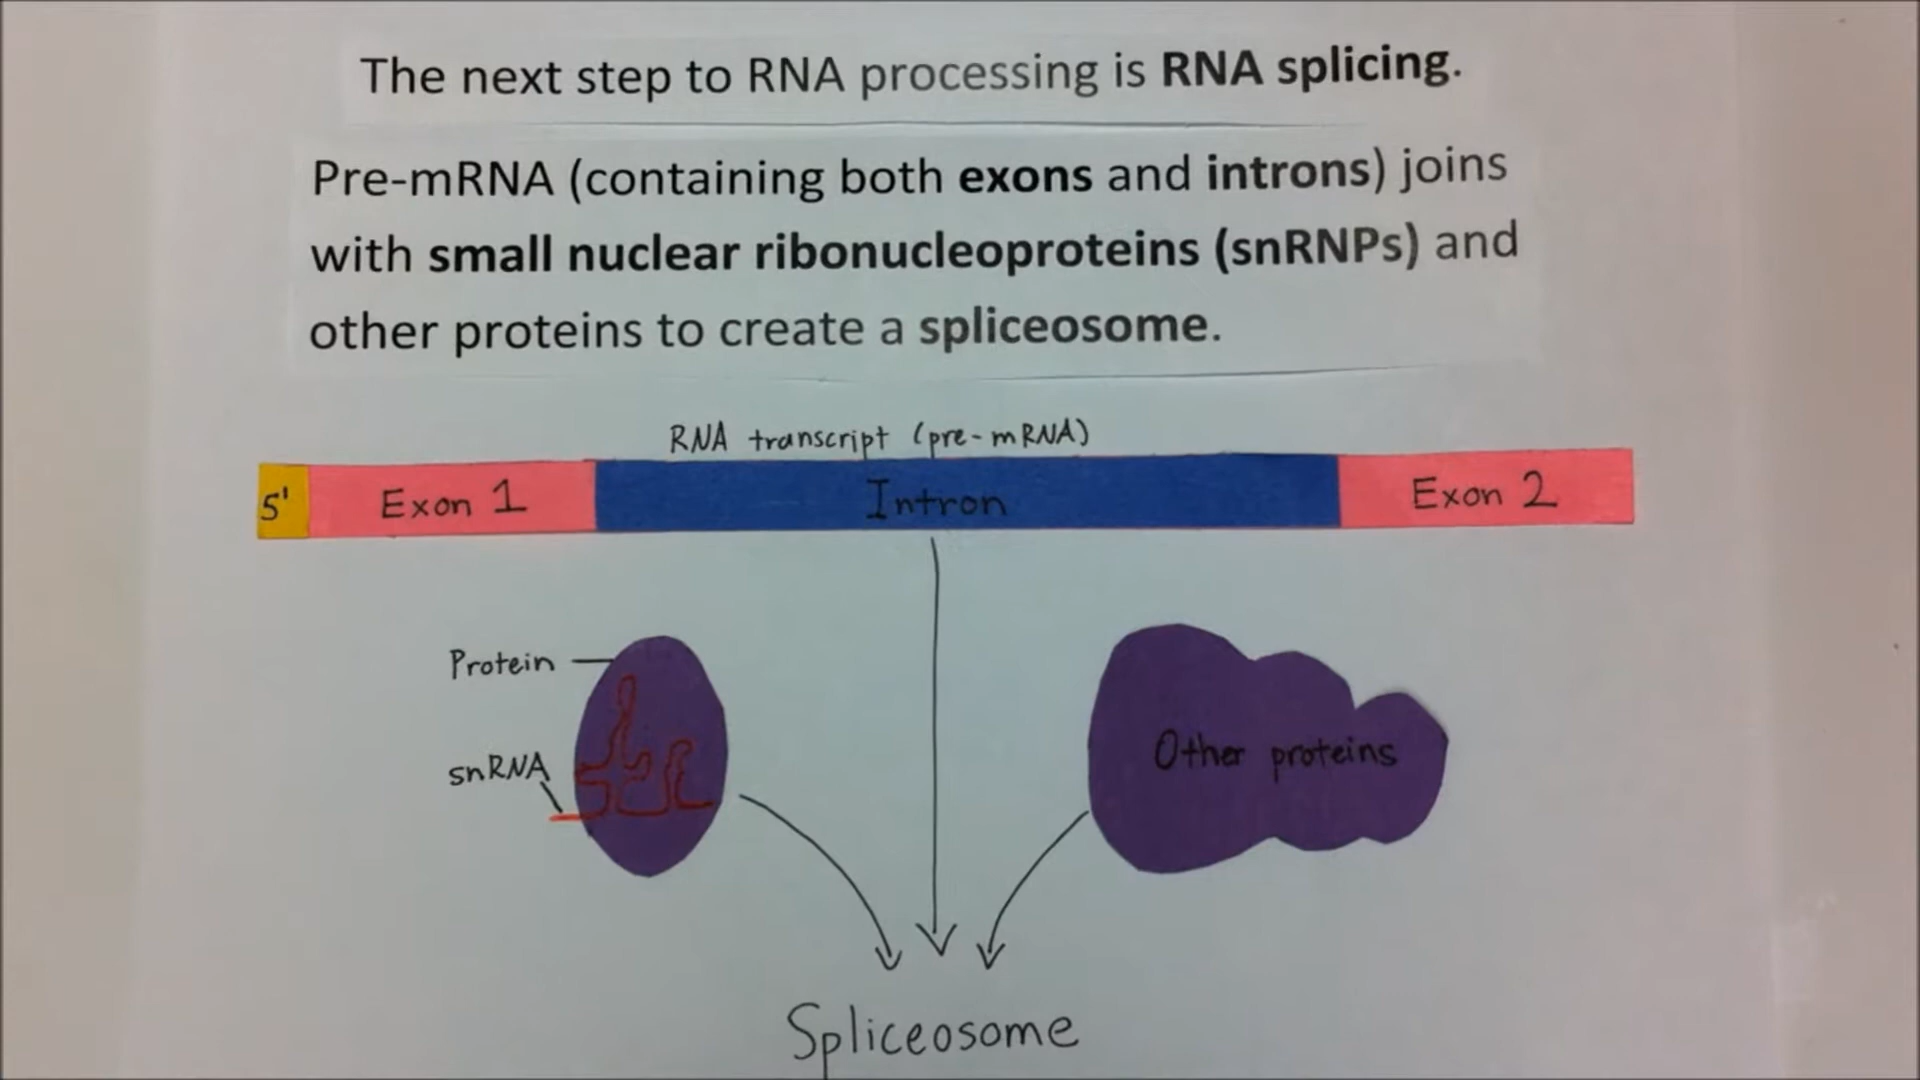 The next step to RNA processing is RNA splicing.
Pre-mRNA (containing both exons and introns) joins
with small nuclear ribonucleoproteins (snRNPs) and
other proteins to create a spliceosome.
RNA transcript (pre-mRNA)
5' Exon 1 Intron Exon 2
Protein
snRNA
Other proteins
Spliceosome